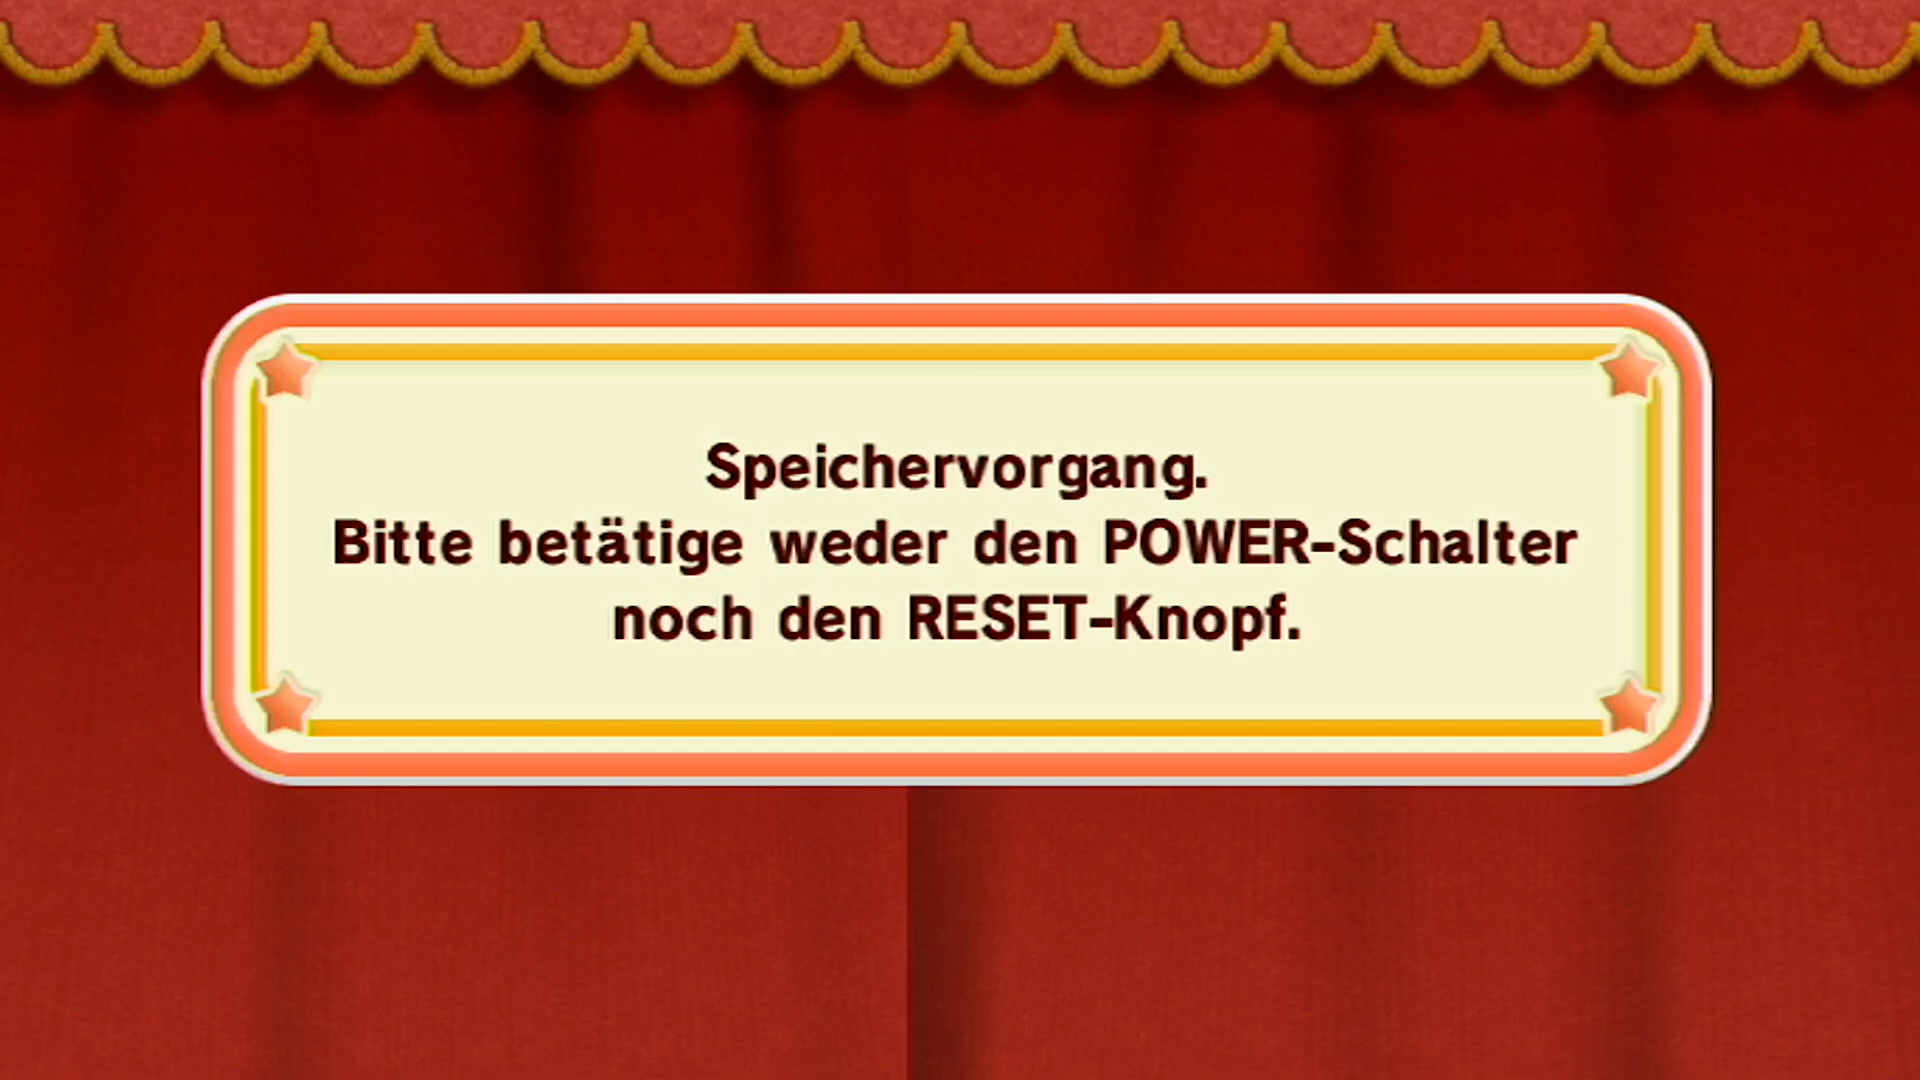 Speichervorgang.
Bitte betätige weder den POWER-Schalter
noch den RESET-Knopf.